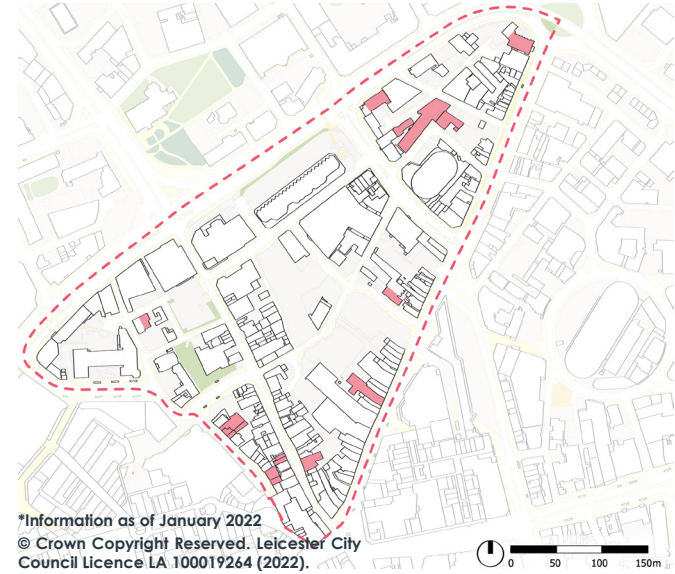 *Information as of January 2022
© Crown Copyright Reserved. Leicester City
Council Licence LA 100019264 (2022).
0 50 100 150m